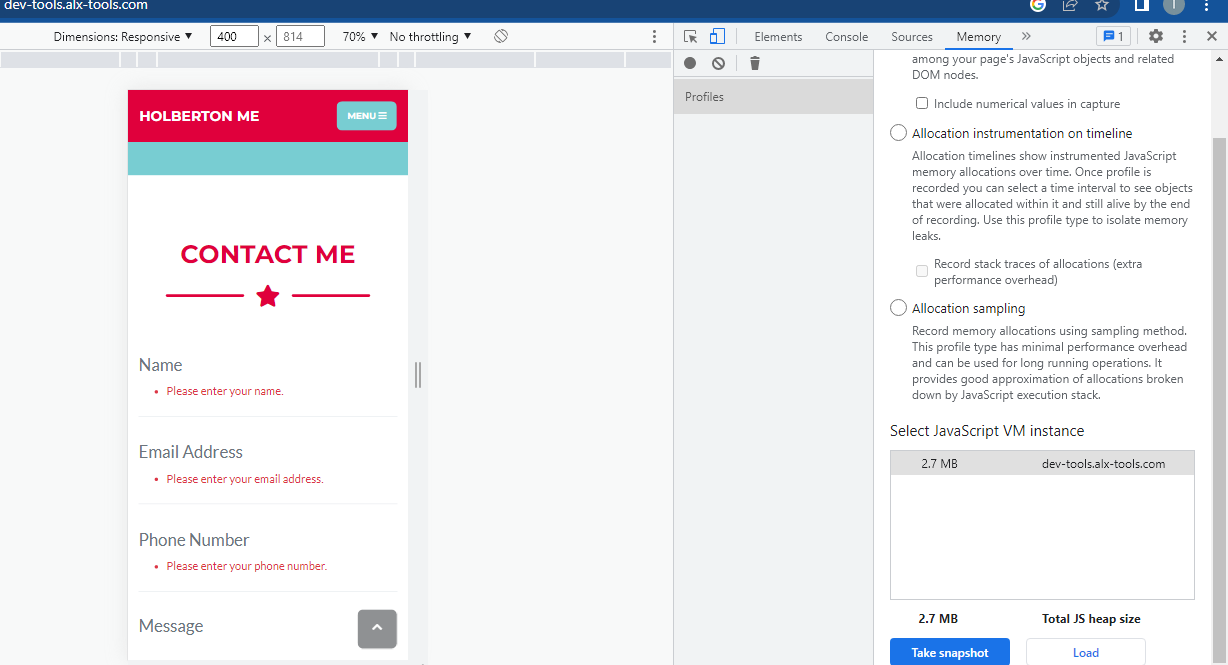 dev-tools.alx-tools.com
Dimensions: Responsive ▼ 400 × 814 70% ▼ No throttling ▼
Elements Console Sources Memory » 1
HOLBERTON ME
MENU
CONTACT ME
Name
• Please enter your name.
Email Address
• Please enter your email address.
Phone Number
• Please enter your phone number.
Message
Profiles
among your page's JavaScript objects and related
DOM nodes.
Include numerical values in capture
Allocation instrumentation on timeline
Allocation timelines show instrumented JavaScript
memory allocations over time. Once profile is
recorded you can select a time interval to see objects
that were allocated within it and still alive by the end
of recording. Use this profile type to isolate memory
leaks.
Record stack traces of allocations (extra
performance overhead)
Allocation sampling
Record memory allocations using sampling method.
This profile type has minimal performance overhead
and can be used for long running operations. It
provides good approximation of allocations broken
down by JavaScript execution stack.
Select JavaScript VM instance
2.7 MB dev-tools.alx-tools.com
2.7 MB Total JS heap size
Take snapshot Load